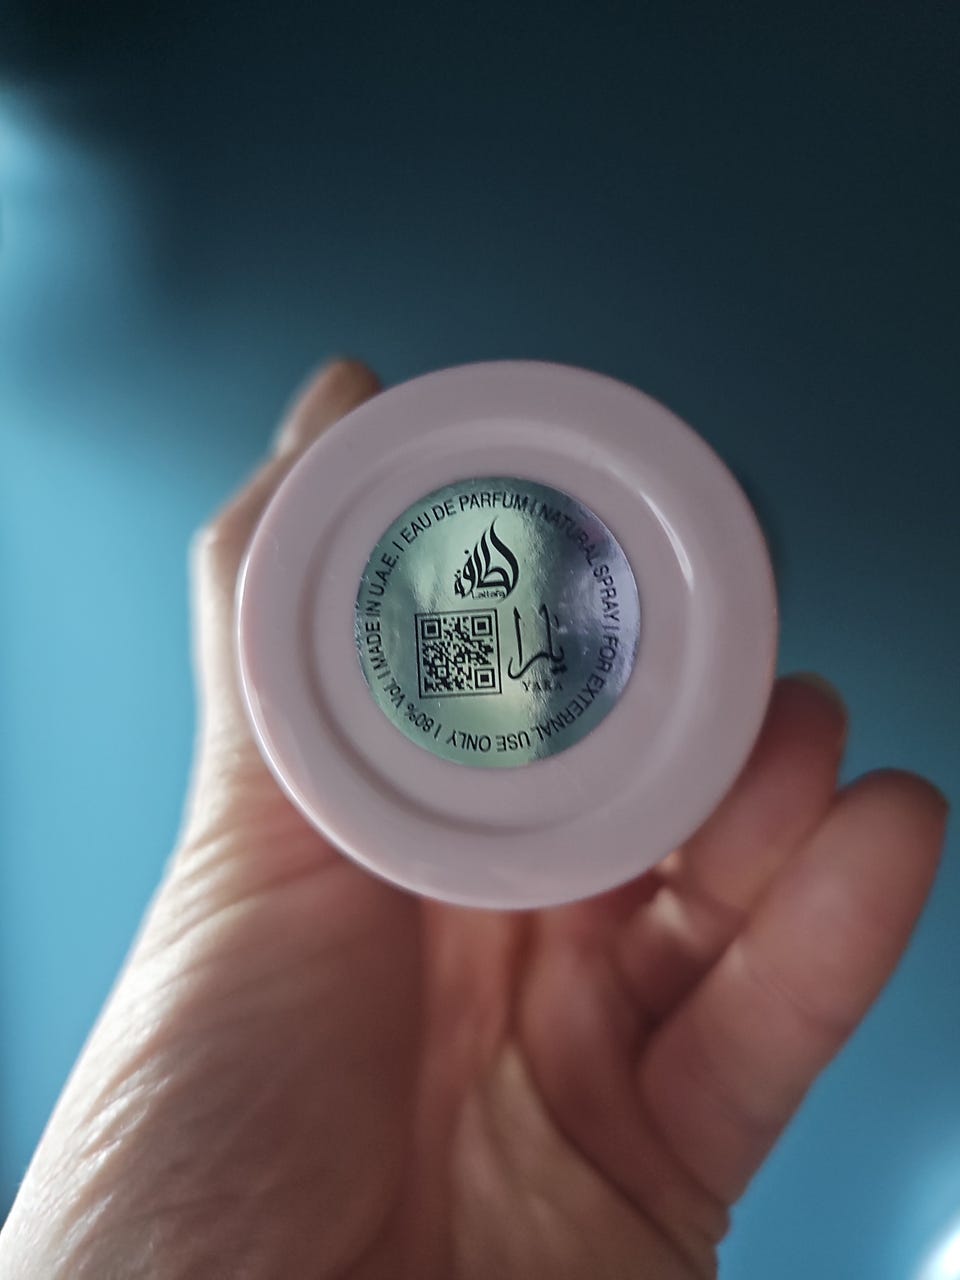 MADE IN U.A.E. | EAU DE PARFUM | NATURAL SPRAY | FOR EXTERNAL USE ONLY | 80% Vol. |
لطافة
Lattafa
يارا
YARA